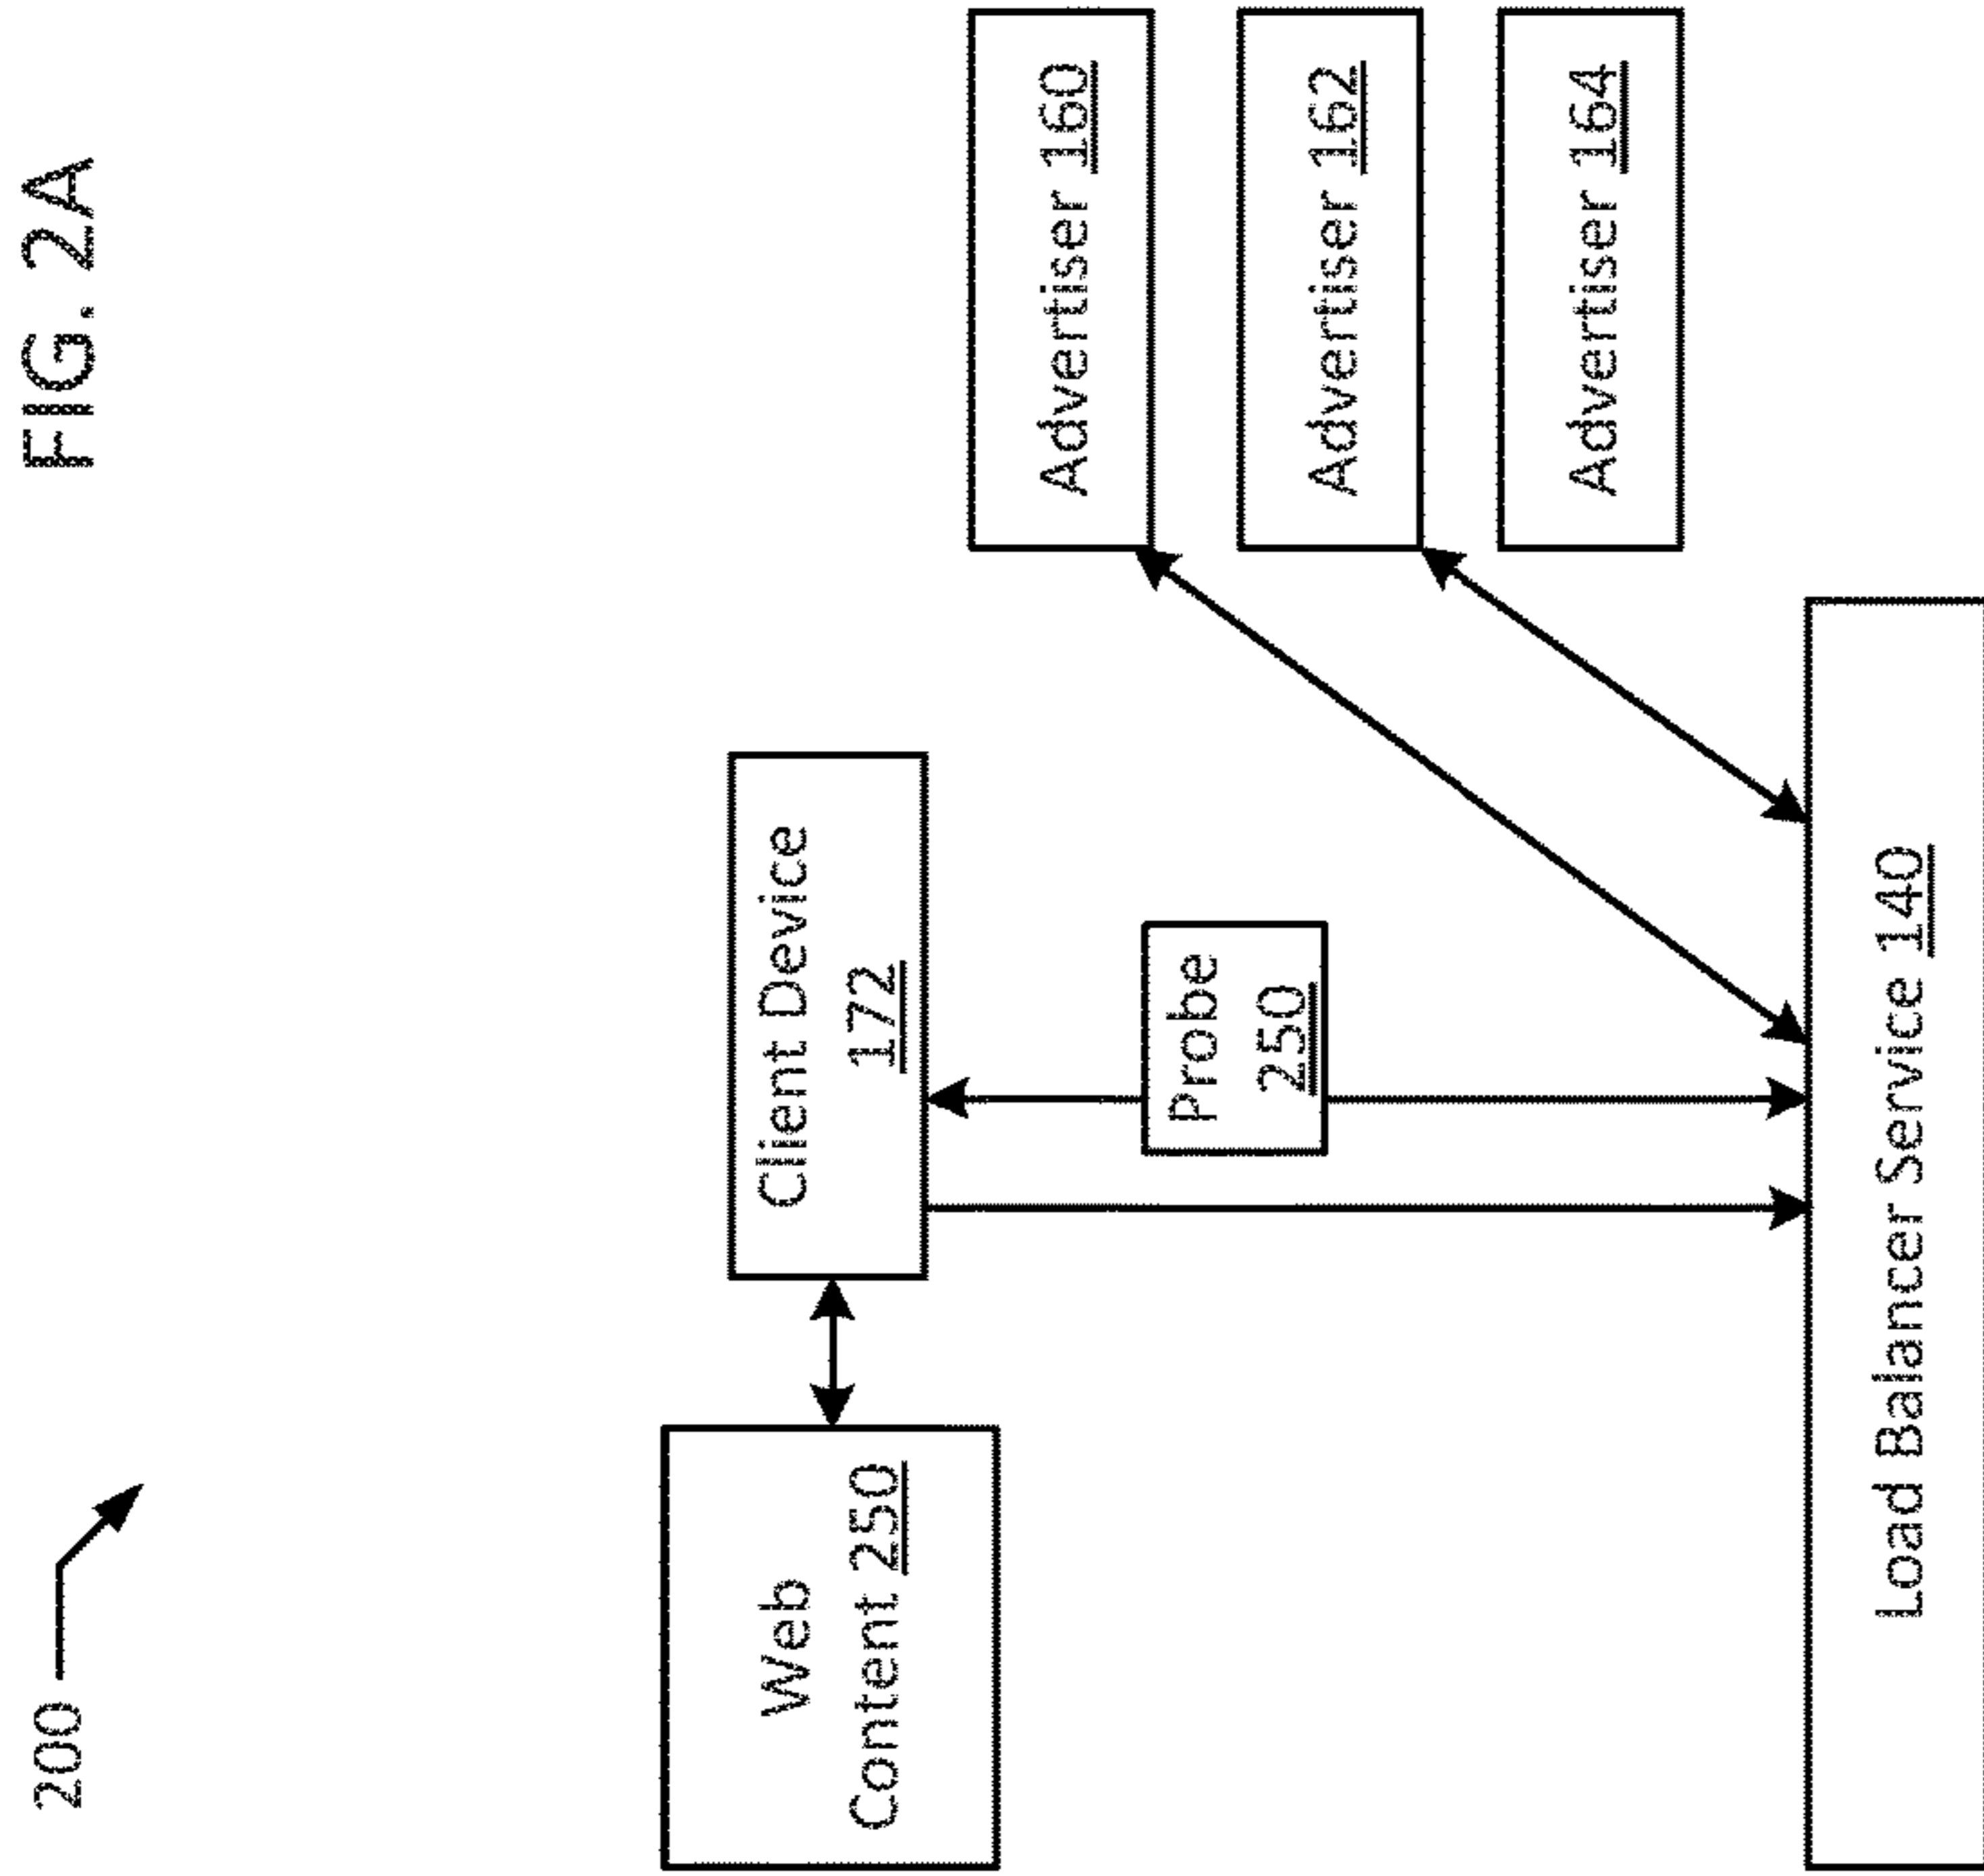 200
FIG. 2A
Web
Content 250
Client Device
172
Probe
250
Advertiser 160
Advertiser 162
Advertiser 164
Load Balancer Service 140